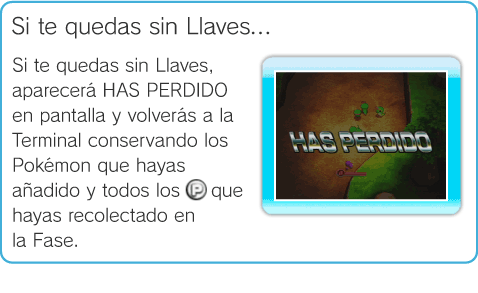 Si te quedas sin Llaves...
Si te quedas sin Llaves,
aparecerá HAS PERDIDO
en pantalla y volverás a la
Terminal conservando los
Pokémon que hayas
añadido y todos los P que
hayas recolectado en
la Fase.
HAS PERDIDO